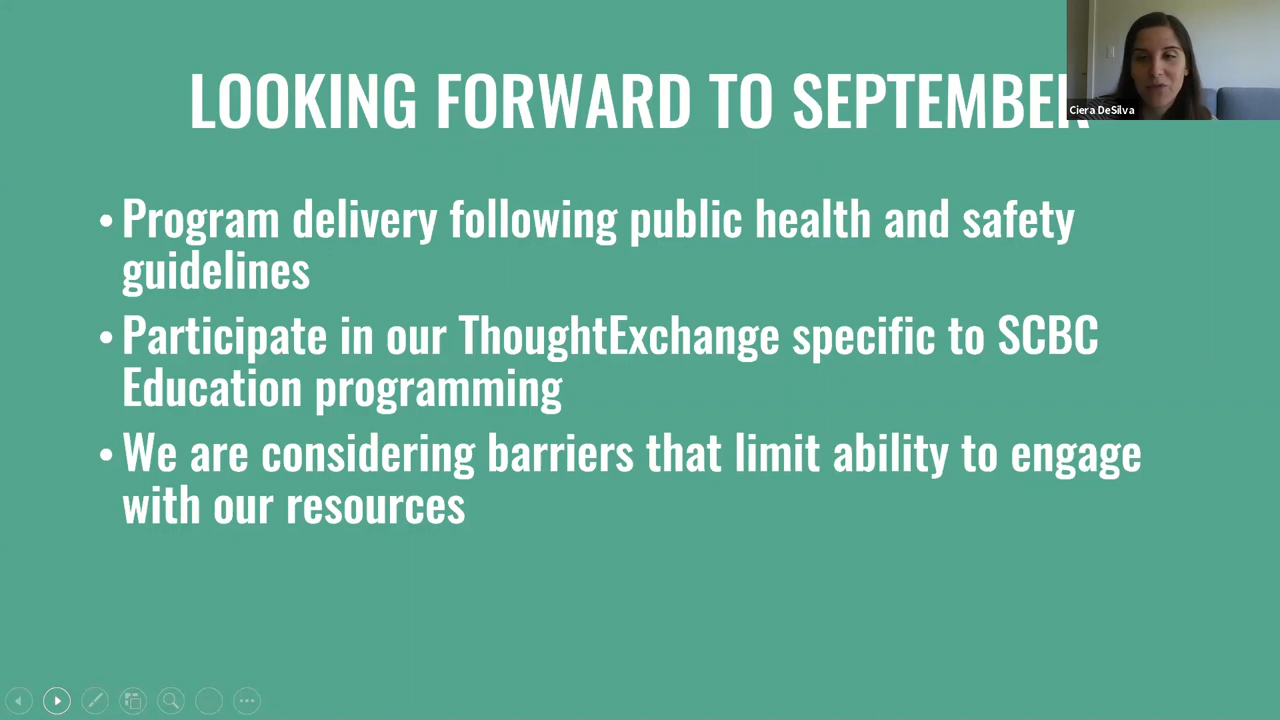 LOOKING FORWARD TO SEPTEMBER
Ciera DeSilva
• Program delivery following public health and safety
guidelines
• Participate in our ThoughtExchange specific to SCBC
Education programming
• We are considering barriers that limit ability to engage
with our resources